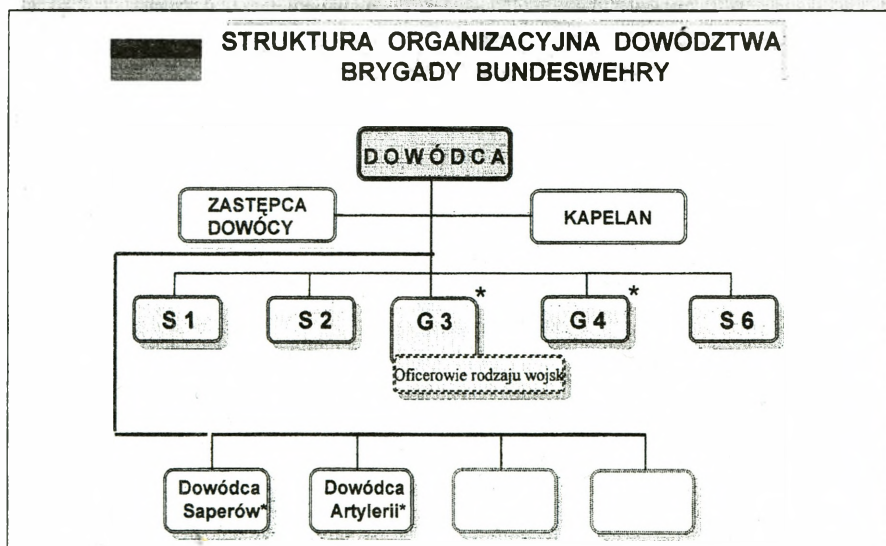 STRUKTURA ORGANIZACYJNA DOWÓDZTWA
BRYGADY BUNDESWEHRY
DOWÓDCA
ZASTĘPCA
DOWÓCY
KAPELAN
S 1
S 2
G 3
*
G 4
*
S 6
Oficerowie rodzaju wojsk
Dowódca
Saperów*
Dowódca
Artylerii*